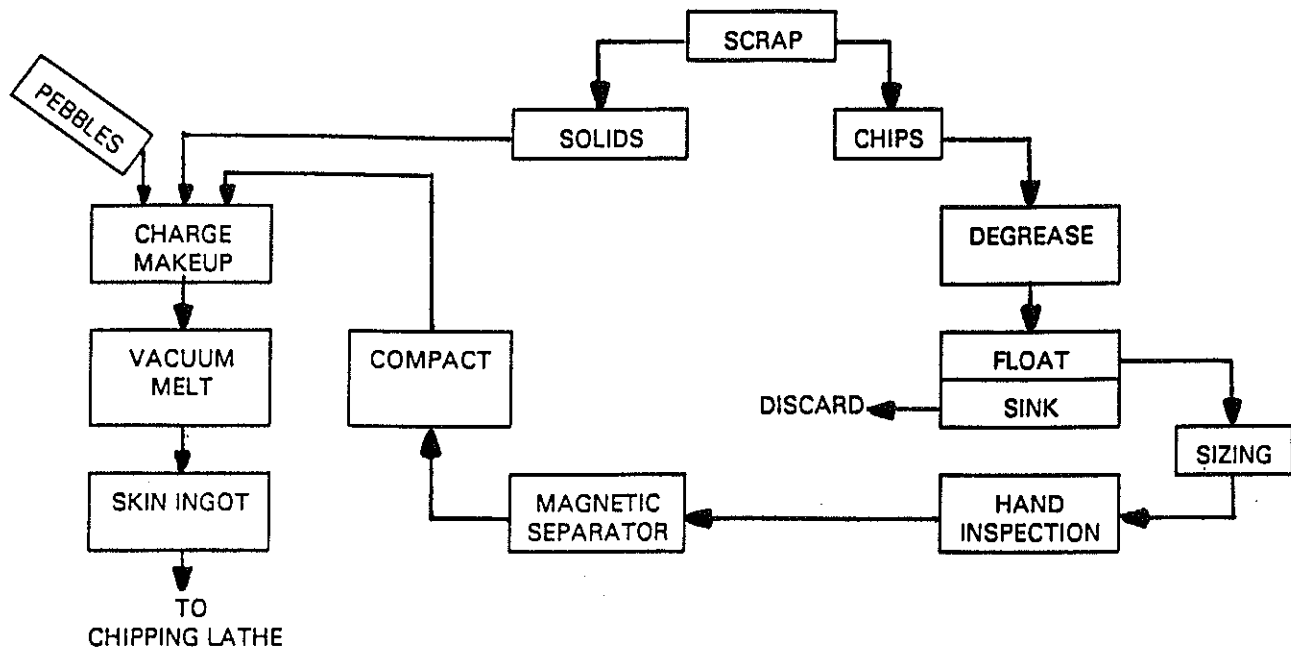 SCRAP
PEBBLES
SOLIDS
CHIPS
CHARGE
MAKEUP
DEGREASE
VACUUM
MELT
COMPACT
FLOAT
DISCARD
SINK
SIZING
SKIN INGOT
MAGNETIC
SEPARATOR
HAND
INSPECTION
TO
CHIPPING LATHE